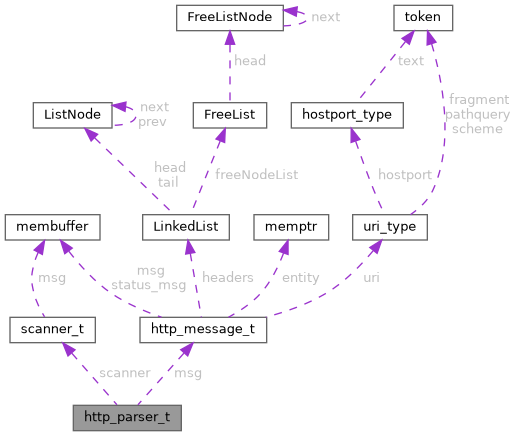 FreeListNode
next
token
head
text
fragment
pathquery
scheme
ListNode
next
prev
FreeList
hostport_type
head
tail
freeNodeList
hostport
membuffer
LinkedList
memptr
uri_type
msg
msg
status_msg
headers
entity
uri
scanner_t
http_message_t
scanner
msg
http_parser_t